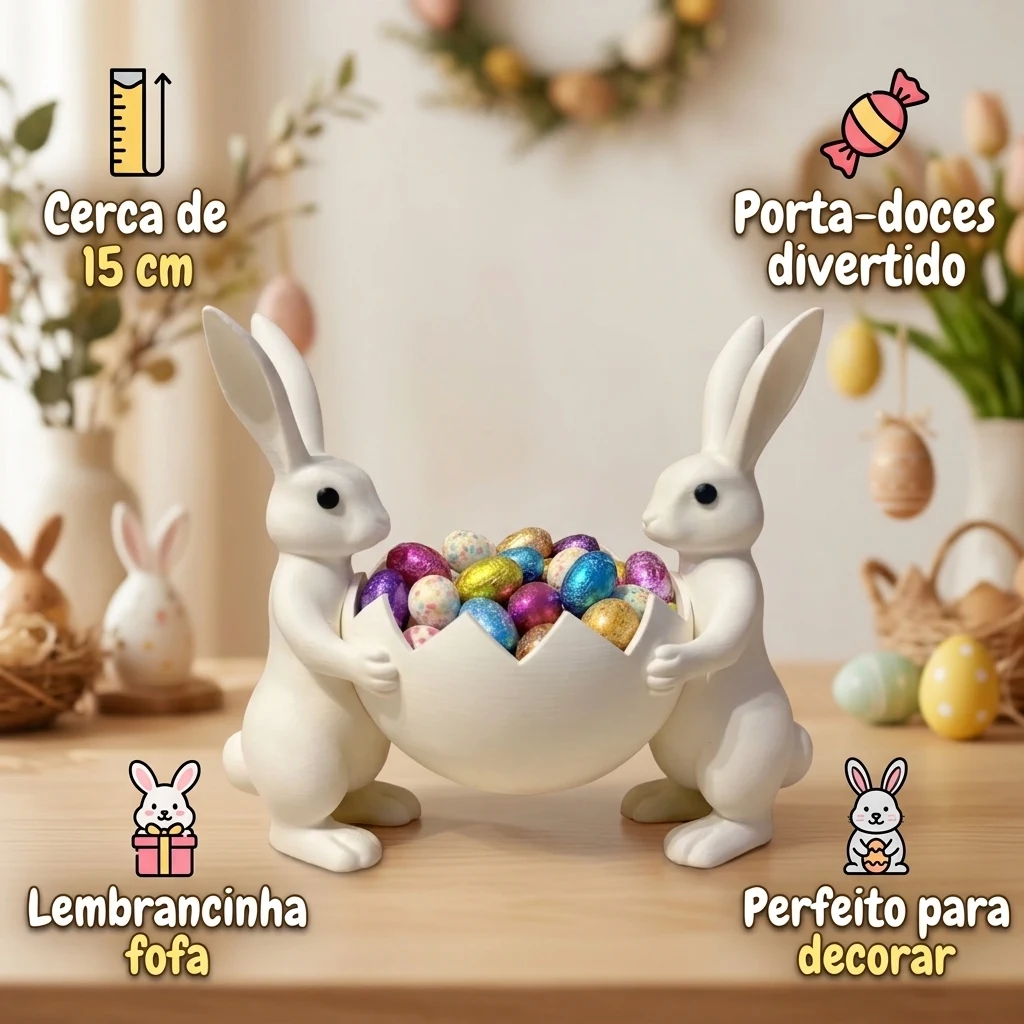 Cerca de
15 cm
Porta-doces
divertido
Lembrancinha
fofa
Perfeito para
decorar